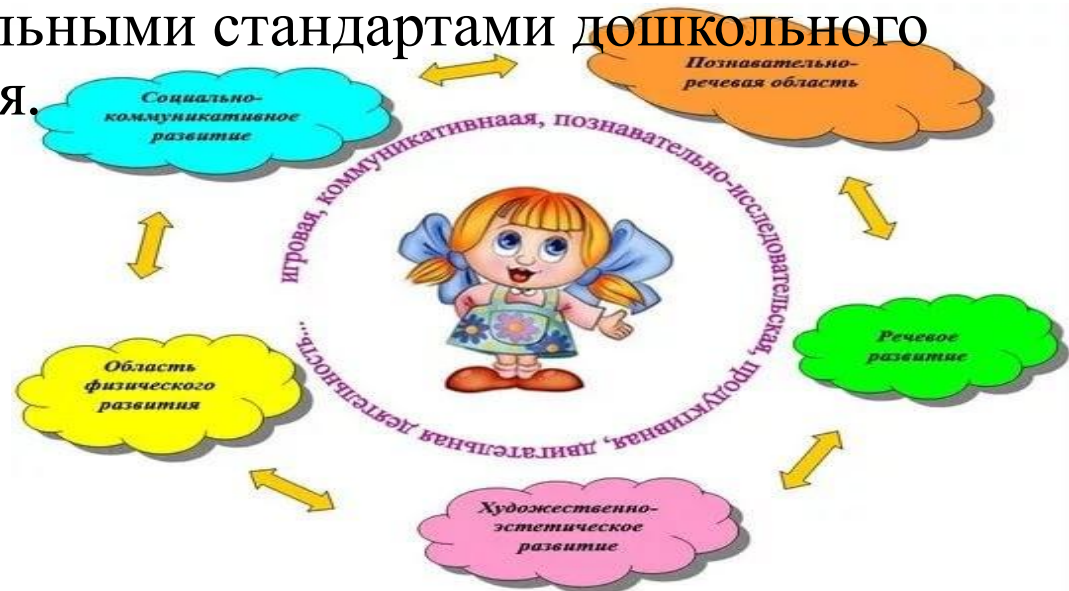 льными стандартами дошкольного
я.
Социально-
коммуникативное
развитие
Познавательно-
речевая область
игровая, коммуникативнаая, познавательно-исследовательская, продуктивная, двигательная деятельность...
Речевое
развитие
Область
физического
развития
Художественно-
эстетическое
развитие